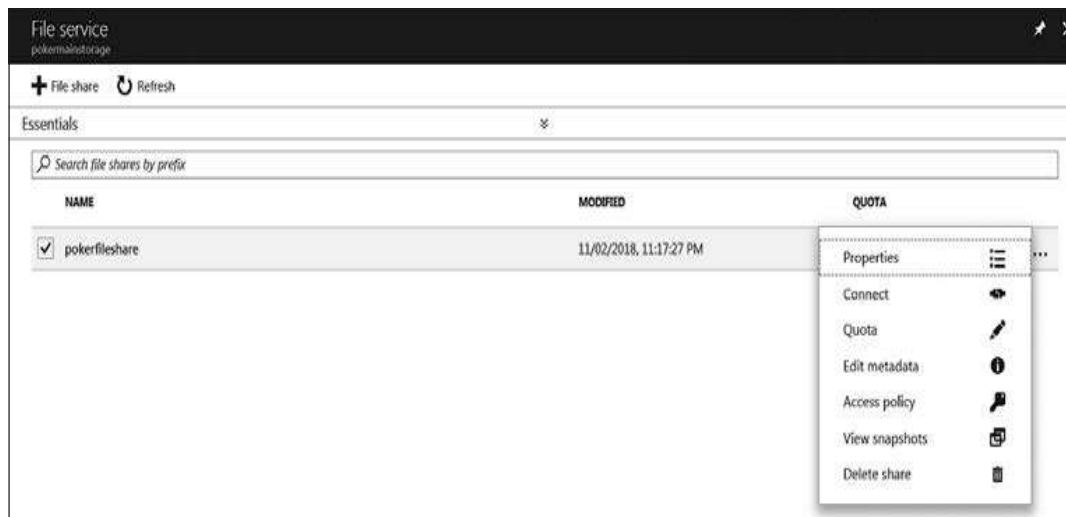 File service
pokermainstorage
File share Refresh
Essentials
Search file shares by prefix
NAME MODIFIED QUOTA
pokerfileshare 11/02/2018, 11:17:27 PM ...
Properties
Connect
Quota
Edit metadata
Access policy
View snapshots
Delete share